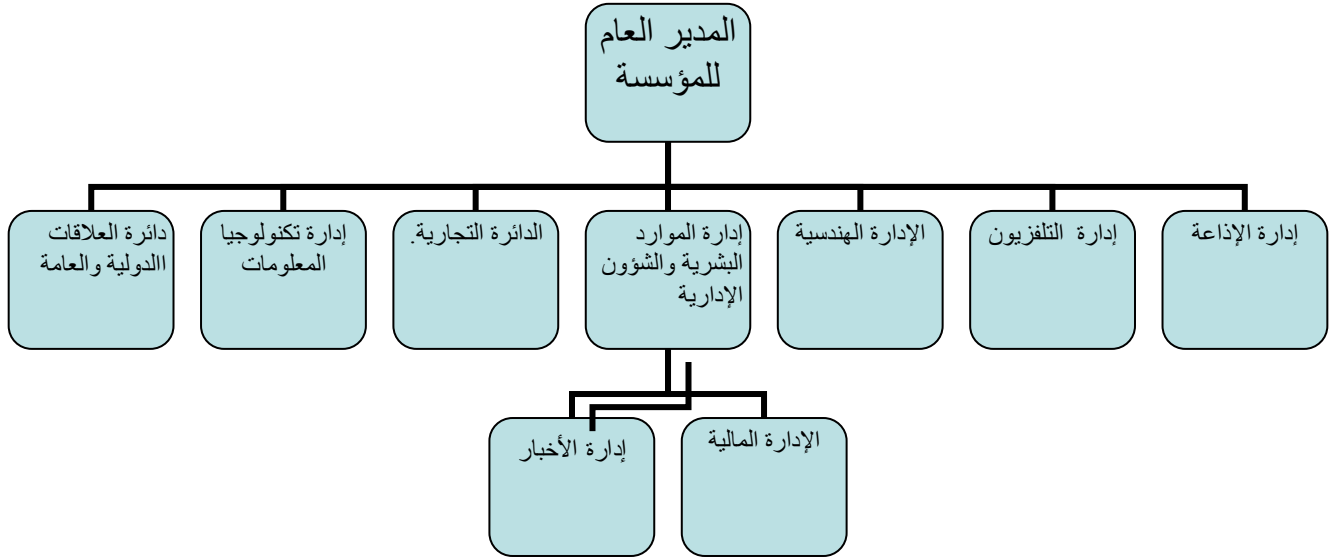 المدير العام
للمؤسسة
إدارة الإذاعة
إدارة التلفزيون
الإدارة الهندسية
إدارة الموارد
البشرية والشؤون
الإدارية
الدائرة التجارية.
إدارة تكنولوجيا
المعلومات
دائرة العلاقات
االدولية والعامة
الإدارة المالية
إدارة الأخبار